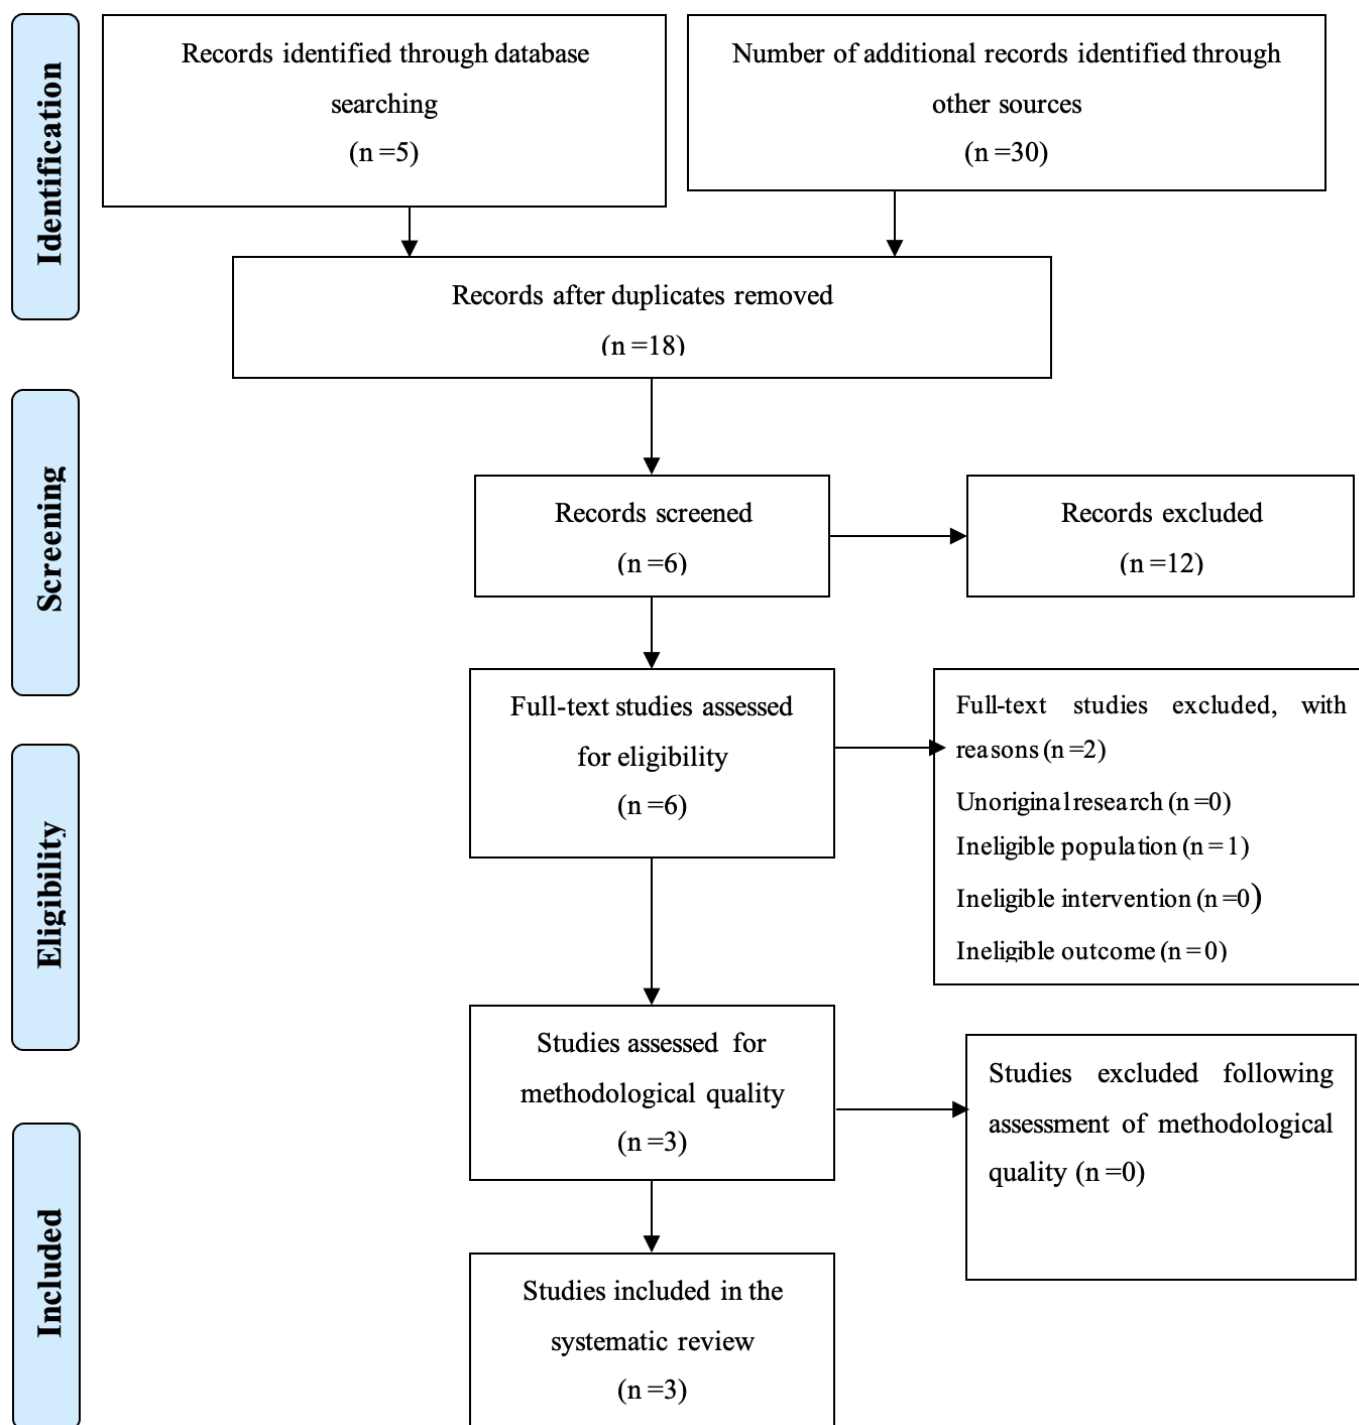 Identification
Records identified through database
searching
(n =5)
Number of additional records identified through
other sources
(n =30)
Records after duplicates removed
(n =18)
Screening
Records screened
(n =6)
Records excluded
(n =12)
Eligibility
Full-text studies assessed
for eligibility
(n =6)
Full-text studies excluded, with
reasons (n =2)
Unoriginal research (n =0)
Ineligible population (n = 1)
Ineligible intervention (n =0)
Ineligible outcome (n = 0)
Studies assessed for
methodological quality
(n =3)
Studies excluded following
assessment of methodological
quality (n =0)
Included
Studies included in the
systematic review
(n =3)